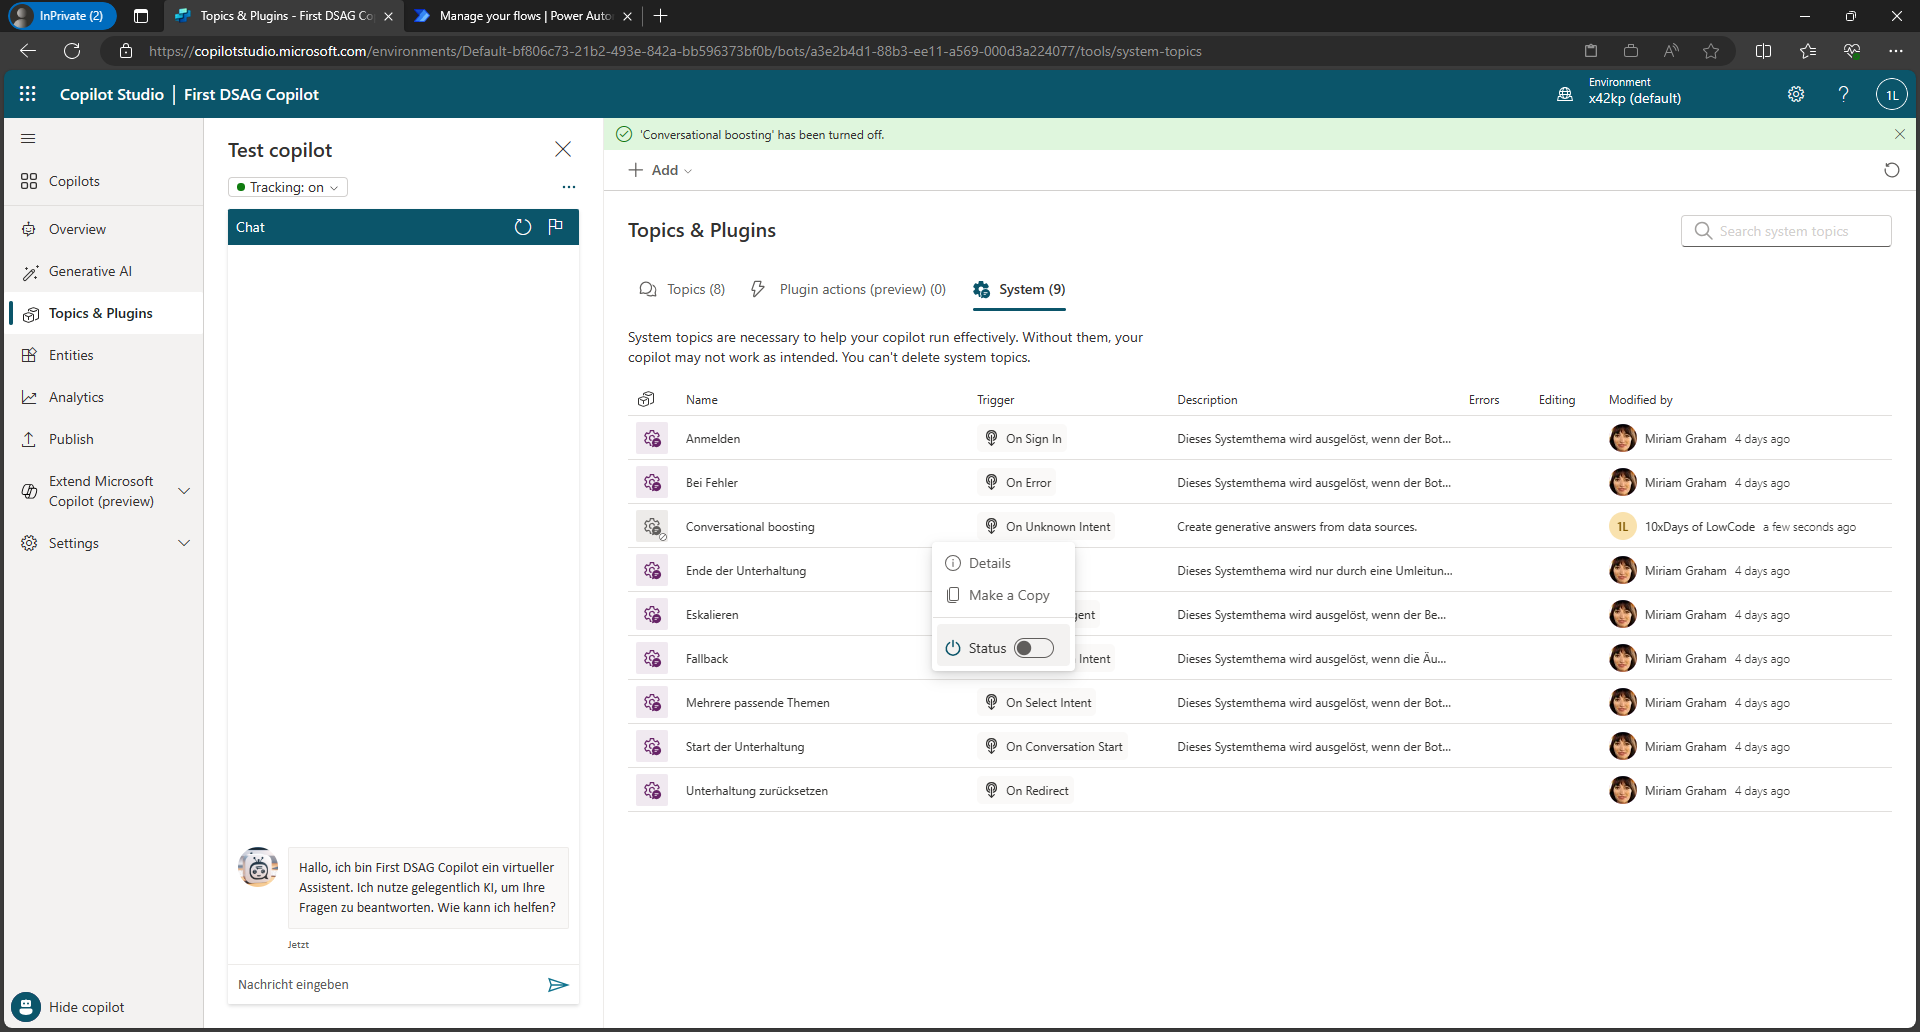 InPrivate (2)
Topics & Plugins - First DSAG Co
Manage your flows | Power Auto
https://copilotstudio.microsoft.com/environments/Default-bf806c73-21b2-493e-842a-bb596373bf0b/bots/a3e2b4d1-88b3-ee11-a569-000d3a224077/tools/system-topics
Copilot Studio | First DSAG Copilot
Environment
x42kp (default)
?
1L
Copilots
Overview
Generative AI
Topics & Plugins
Entities
Analytics
Publish
Extend Microsoft
Copilot (preview)
Settings
Hide copilot
Test copilot
Tracking: on
Chat
Hallo, ich bin First DSAG Copilot ein virtueller
Assistent. Ich nutze gelegentlich KI, um Ihre
Fragen zu beantworten. Wie kann ich helfen?
Jetzt
Nachricht eingeben
'Conversational boosting' has been turned off.
Add
Topics & Plugins
Search system topics
Topics (8)
Plugin actions (preview) (0)
System (9)
System topics are necessary to help your copilot run effectively. Without them, your
copilot may not work as intended. You can't delete system topics.
Name Trigger Description Errors Editing Modified by
Anmelden On Sign In Dieses Systemthema wird ausgelöst, wenn der Bot... Miriam Graham 4 days ago
Bei Fehler On Error Dieses Systemthema wird ausgelöst, wenn der Bot... Miriam Graham 4 days ago
Conversational boosting On Unknown Intent Create generative answers from data sources. 1L 10xDays of LowCode a few seconds ago
Ende der Unterhaltung Dieses Systemthema wird nur durch eine Umleitun... Miriam Graham 4 days ago
Eskalieren gent Dieses Systemthema wird ausgelöst, wenn der Be... Miriam Graham 4 days ago
Fallback Intent Dieses Systemthema wird ausgelöst, wenn die Äu... Miriam Graham 4 days ago
Mehrere passende Themen On Select Intent Dieses Systemthema wird ausgelöst, wenn der Bot... Miriam Graham 4 days ago
Start der Unterhaltung On Conversation Start Dieses Systemthema wird ausgelöst, wenn der Bot... Miriam Graham 4 days ago
Unterhaltung zurücksetzen On Redirect Miriam Graham 4 days ago
Details
Make a Copy
Status